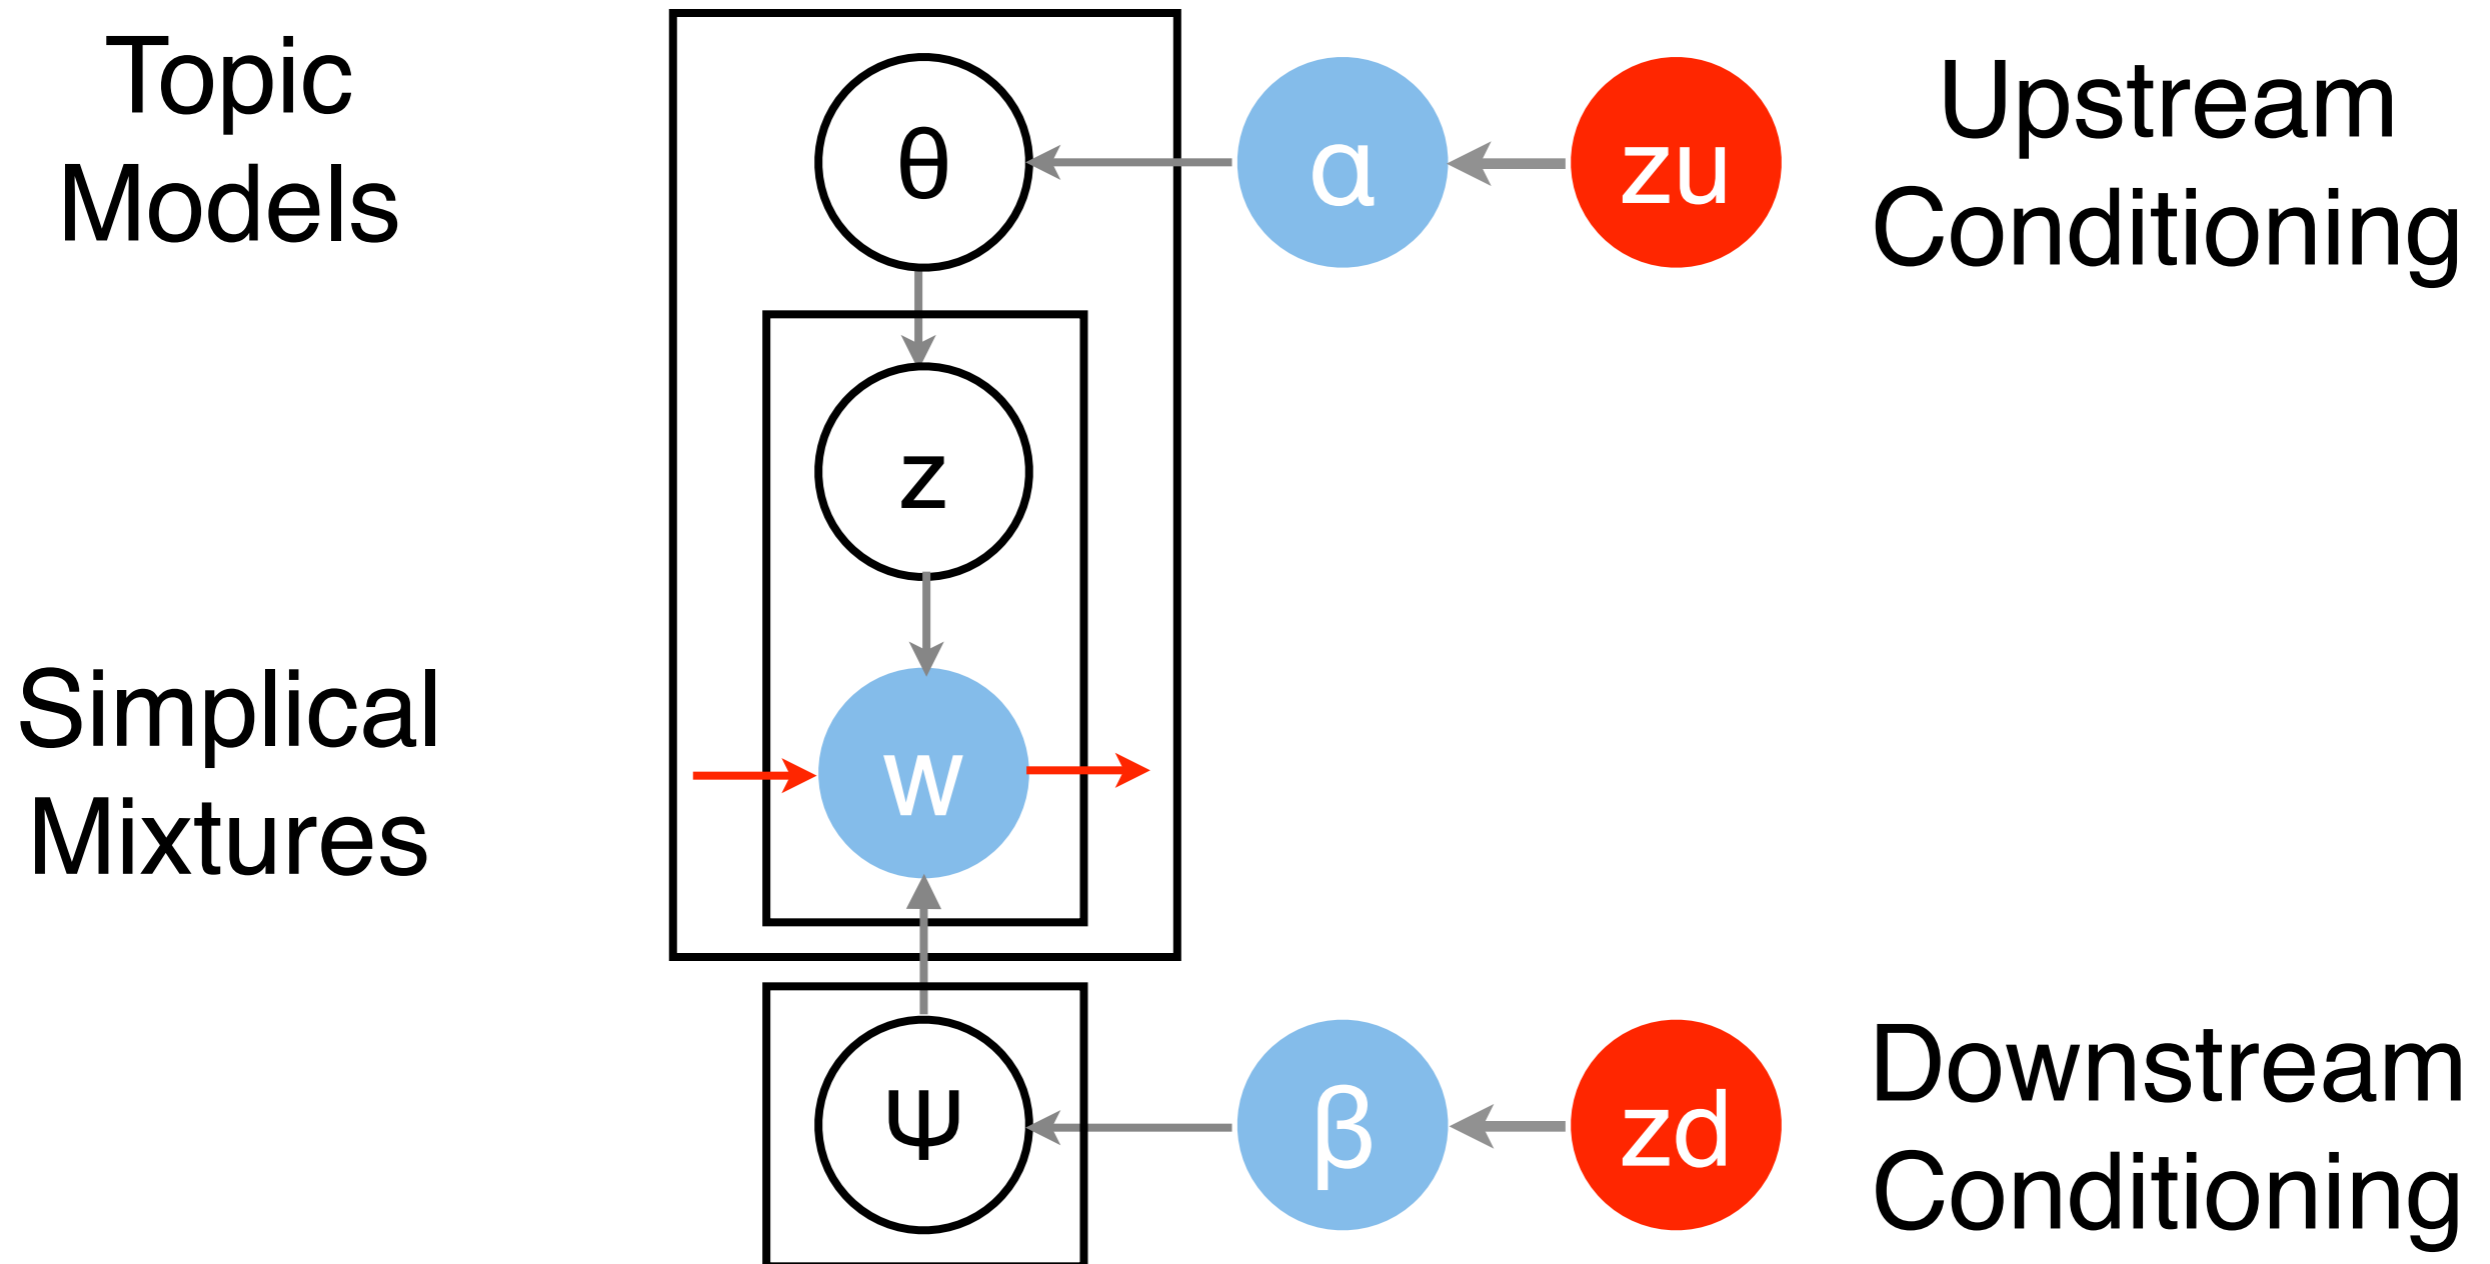 Topic
Models
θ
α
zu
Upstream
Conditioning
z
Simplical
Mixtures
w
ψ
β
zd
Downstream
Conditioning